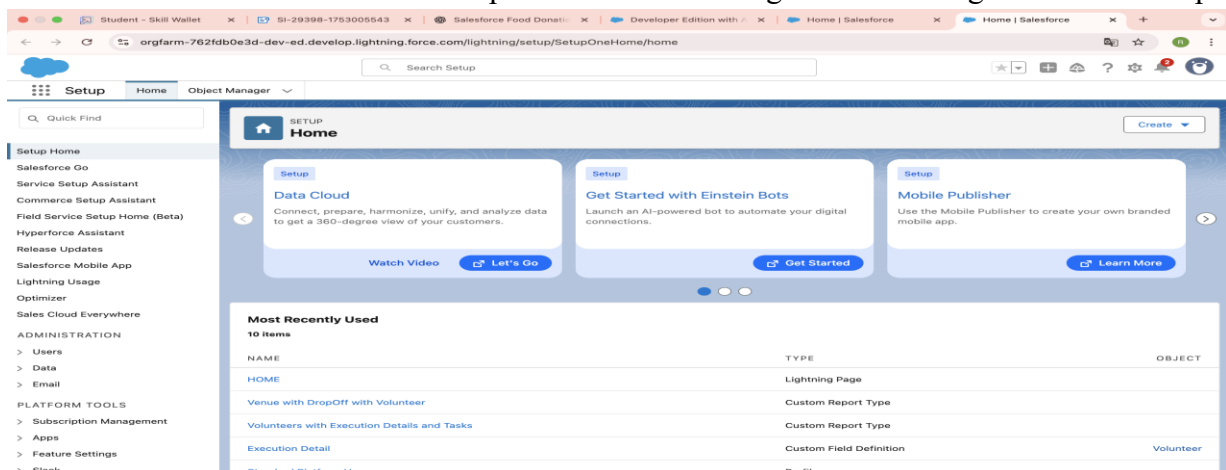 Student - Skill Wallet
SI-29398-1753005543
Salesforce Food Donatio
Developer Edition with A
Home | Salesforce
Home | Salesforce
orgfarm-762fdb0e3d-dev-ed.develop.lightning.force.com/lightning/setup/SetupOneHome/home
Search Setup
2
Setup Home Object Manager
Quick Find
SETUP
Home
Create
Setup Home
Salesforce Go
Service Setup Assistant
Commerce Setup Assistant
Field Service Setup Home (Beta)
Hyperforce Assistant
Release Updates
Salesforce Mobile App
Lightning Usage
Optimizer
Sales Cloud Everywhere
ADMINISTRATION
> Users
> Data
> Email
PLATFORM TOOLS
> Subscription Management
> Apps
> Feature Settings
> Slack
Setup
Data Cloud
Connect, prepare, harmonize, unify, and analyze data
to get a 360-degree view of your customers.
Watch Video Let's Go
Setup
Get Started with Einstein Bots
Launch an AI-powered bot to automate your digital
connections.
Get Started
Setup
Mobile Publisher
Use the Mobile Publisher to create your own branded
mobile app.
Learn More
Most Recently Used
10 items
NAME TYPE OBJECT
HOME Lightning Page
Venue with DropOff with Volunteer Custom Report Type
Volunteers with Execution Details and Tasks Custom Report Type
Execution Detail Custom Field Definition Volunteer